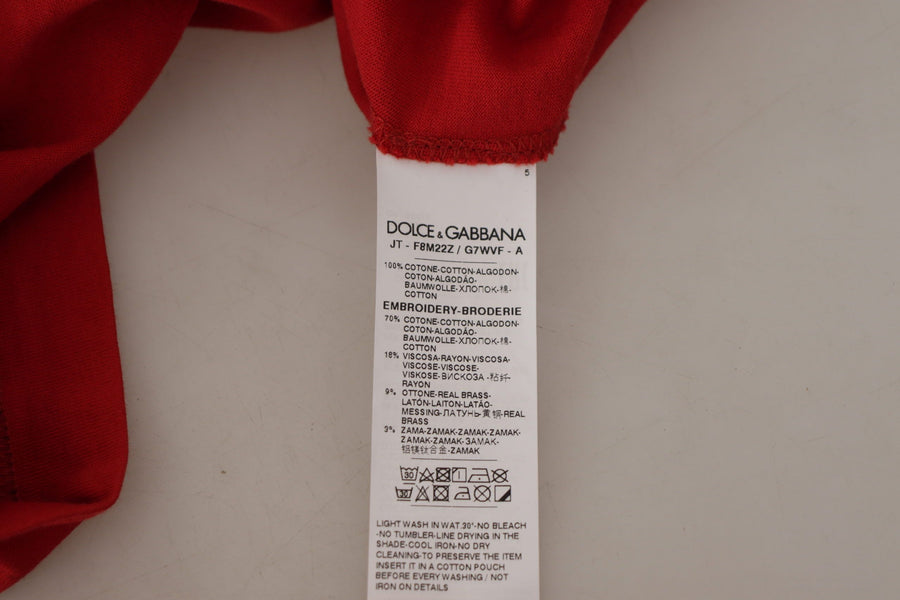 5
DOLCE & GABBANA
JT - F8M22Z / G7WVF - A
100% COTONE-COTTON-ALGODON-
COTON-ALGODÃO-
BAUMWOLLE-ХЛОПОК-棉-
COTTON
EMBROIDERY-BRODERIE
70% COTONE-COTTON-ALGODON-
COTON-ALGODÃO-
BAUMWOLLE-ХЛОПОК-棉-
COTTON
18% VISCOSA-RAYON-VISCOSA-
VISCOSE-VISCOSE-
VISKOSE-ВИСКОЗА -粘纤-
RAYON
9% OTTONE-REAL BRASS-
LATÓN-LAITON-LATÃO-
MESSING-ЛАТУНЬ-黄铜-REAL
BRASS
3% ZAMA-ZAMAK-ZAMAK-ZAMAK-
ZAMAK-ZAMAK-ЗАМАК-
铝镁钛合金-ZAMAK
30
30
LIGHT WASH IN WAT.30°-NO BLEACH
-NO TUMBLER-LINE DRYING IN THE
SHADE-COOL IRON-NO DRY
CLEANING-TO PRESERVE THE ITEM
INSERT IT IN A COTTON POUCH
BEFORE EVERY WASHING / NOT
IRON ON DETAILS